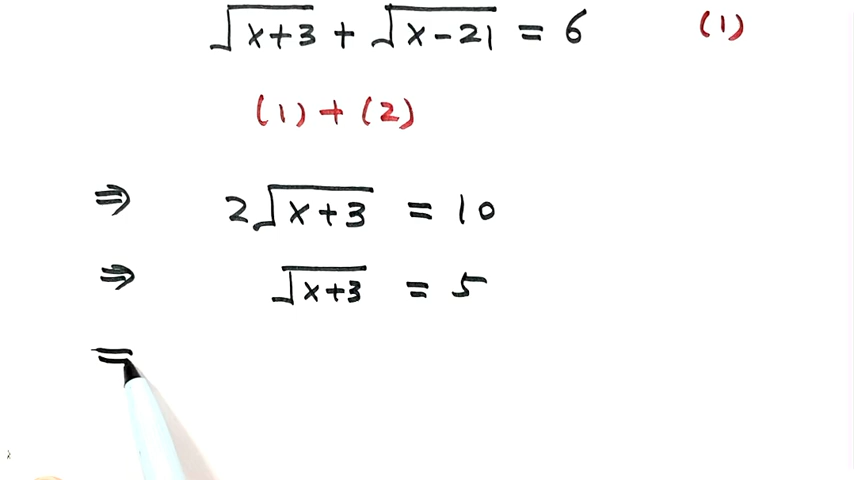 √(x+3) + √(x-21) = 6 (1)
(1) + (2)
⇒ 2√(x+3) = 10
⇒ √(x+3) = 5
=